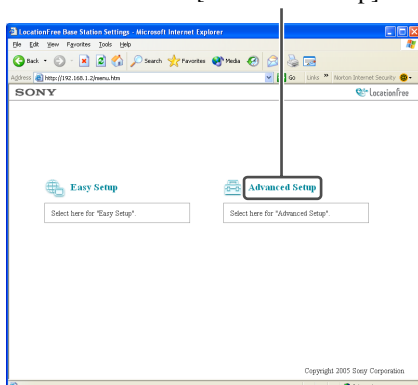 LocationFree Base Station Settings - Microsoft Internet Explorer
File Edit View Favorites Tools Help
Back Search Favorites Media
Address http://192.168.1.2/menu.htm Go Links » Norton Internet Security
SONY LocationFree
Easy Setup Advanced Setup
Select here for "Easy Setup". Select here for "Advanced Setup".
Copyright 2005 Sony Corporation